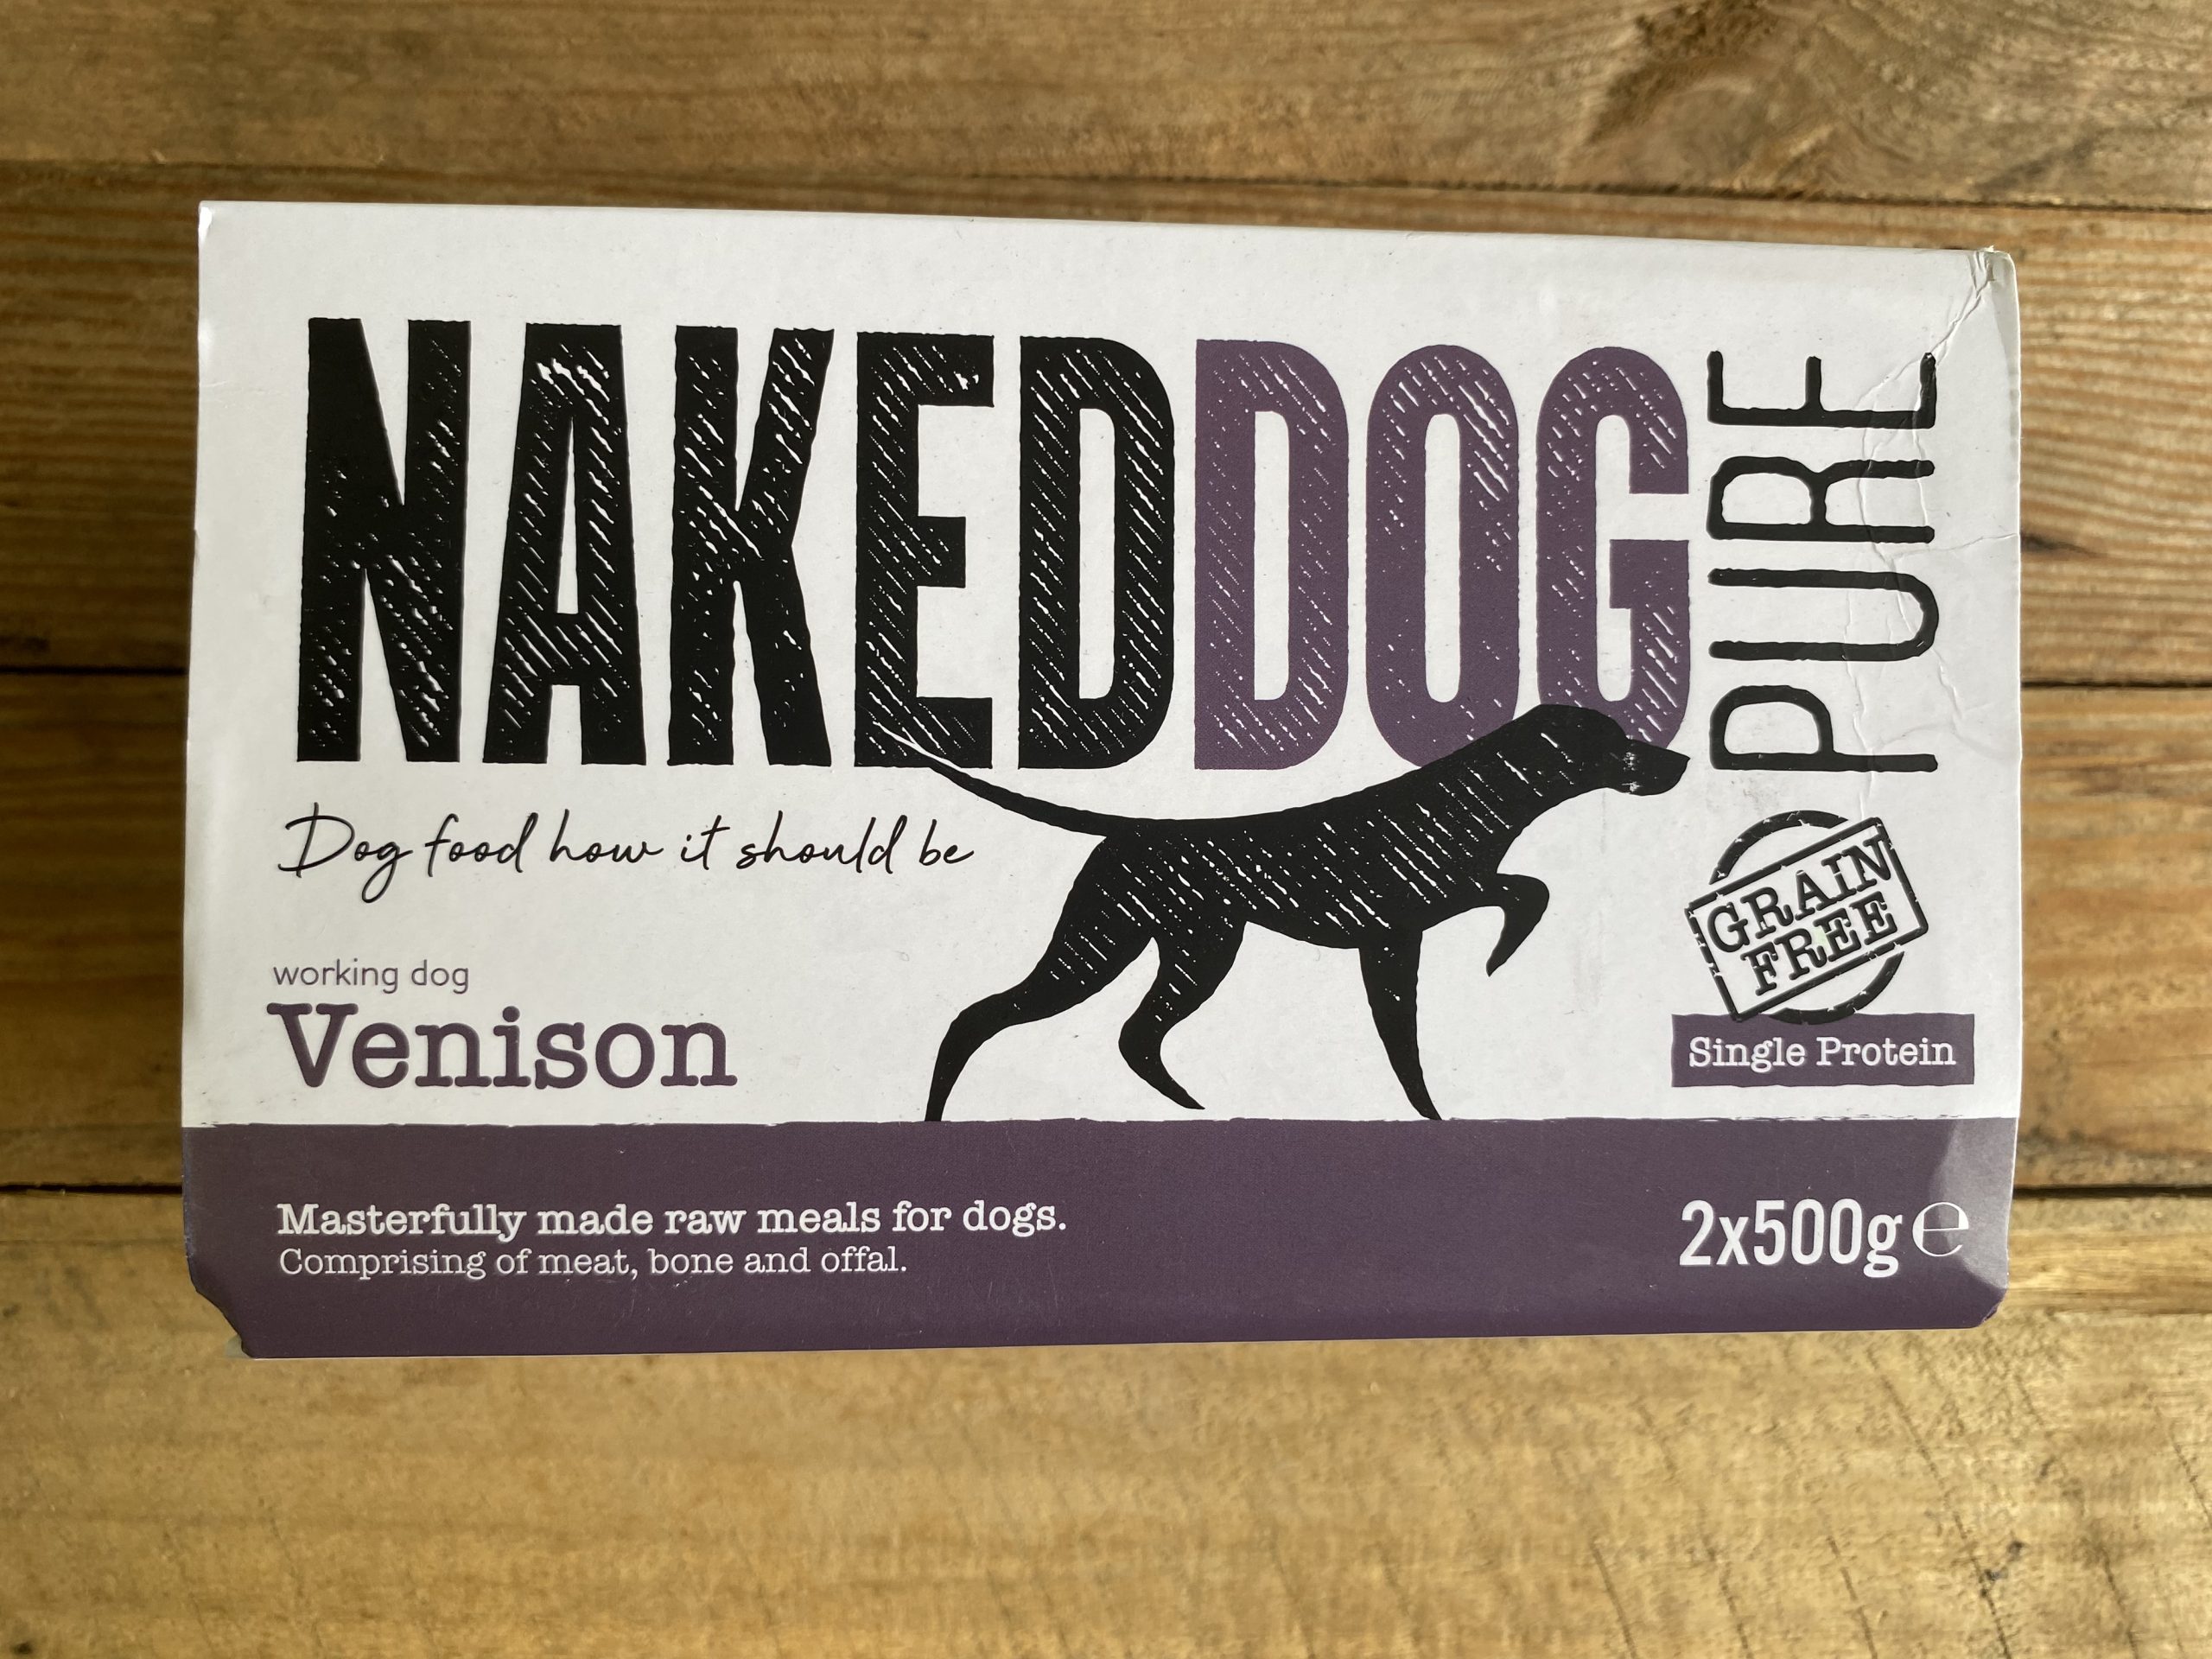 NAKEDDOG
PURE
Dog food how it should be
GRAIN
FREE
working dog
Venison
Single Protein
Masterfully made raw meals for dogs.
Comprising of meat, bone and offal.
2x500g℮